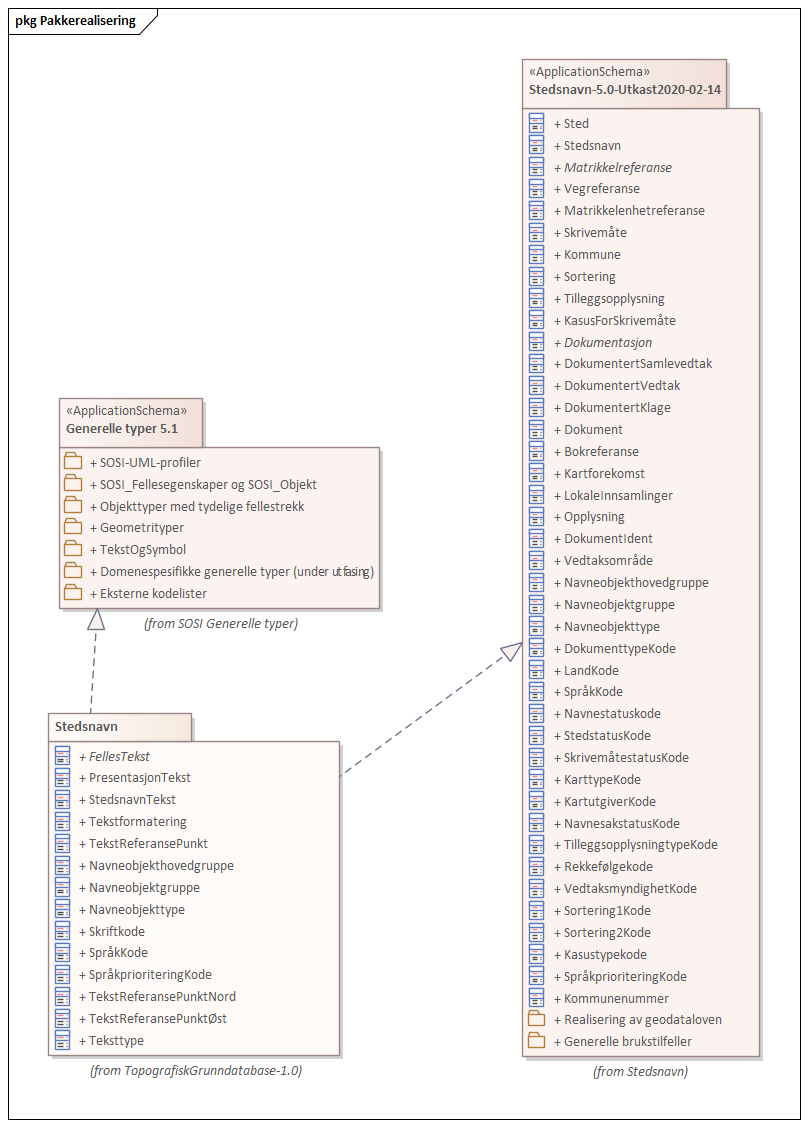 pkg Pakkerealisering
«ApplicationSchema»
Stedsnavn-5.0-Utkast2020-02-14
+ Sted
+ Stedsnavn
+ Matrikkelreferanse
+ Vegreferanse
+ Matrikkelenhetreferanse
+ Skrivemåte
+ Kommune
+ Sortering
+ Tilleggsopplysning
+ KasusForSkrivemåte
+ Dokumentasjon
+ DokumentertSamlevedtak
+ DokumentertVedtak
+ DokumentertKlage
+ Dokument
+ Bokreferanse
+ Kartforekomst
+ LokaleInnsamlinger
+ Opplysning
+ DokumentIdent
+ Vedtaksområde
+ Navneobjekthovedgruppe
+ Navneobjektgruppe
+ Navneobjekttype
+ DokumenttypeKode
+ LandKode
+ SpråkKode
+ Navnestatuskode
+ StedstatusKode
+ SkrivemåtestatusKode
+ KarttypeKode
+ KartutgiverKode
+ NavnesakstatusKode
+ TilleggsopplysningtypeKode
+ Rekkefølgekode
+ VedtaksmyndighetKode
+ Sortering1Kode
+ Sortering2Kode
+ Kasustypekode
+ SpråkprioriteringKode
+ Kommunenummer
+ Realisering av geodataloven
+ Generelle brukstilfeller
(from Stedsnavn)
«ApplicationSchema»
Generelle typer 5.1
+ SOSI-UML-profiler
+ SOSI_Fellesegenskaper og SOSI_Objekt
+ Objekttyper med tydelige fellestrekk
+ Geometrityper
+ TekstOgSymbol
+ Domenespesifikke generelle typer (under utfasing)
+ Eksterne kodelister
(from SOSI Generelle typer)
Stedsnavn
+ FellesTekst
+ PresentasjonTekst
+ StedsnavnTekst
+ Tekstformatering
+ TekstReferansePunkt
+ Navneobjekthovedgruppe
+ Navneobjektgruppe
+ Navneobjekttype
+ Skriftkode
+ SpråkKode
+ SpråkprioriteringKode
+ TekstReferansePunktNord
+ TekstReferansePunktØst
+ Teksttype
(from TopografiskGrunndatabase-1.0)